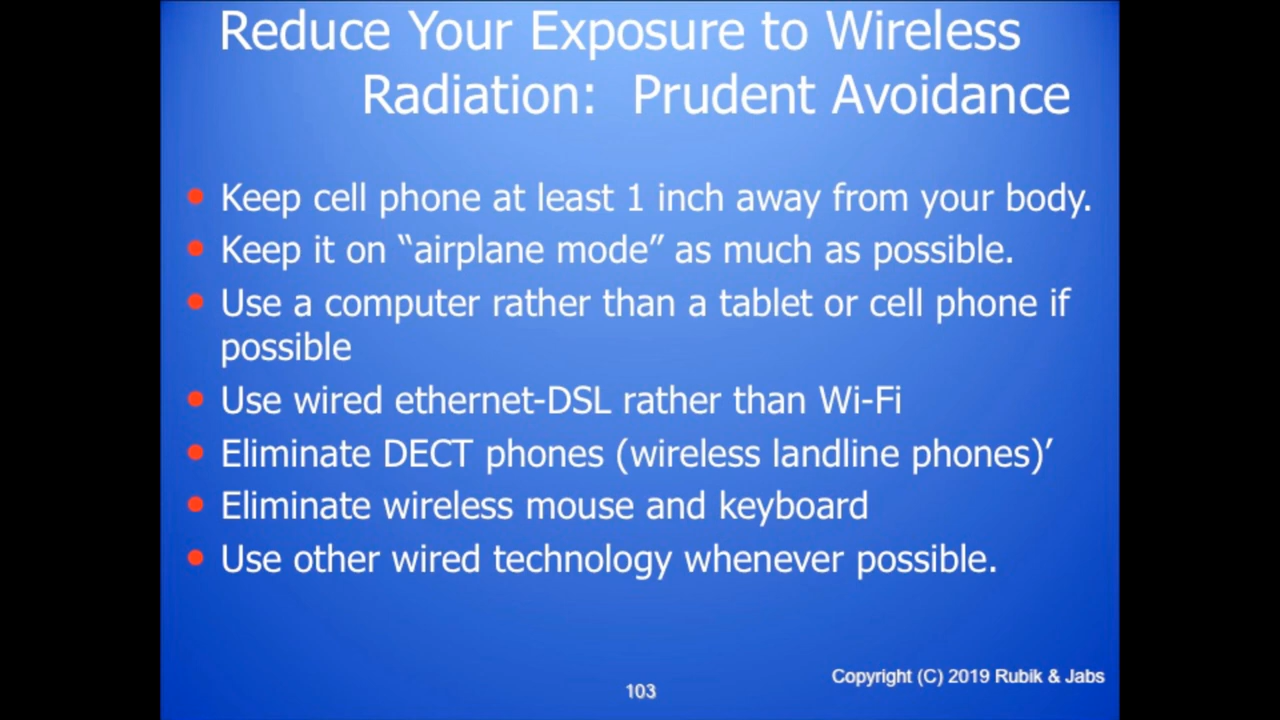 Reduce Your Exposure to Wireless
Radiation: Prudent Avoidance
• Keep cell phone at least 1 inch away from your body.
• Keep it on “airplane mode” as much as possible.
• Use a computer rather than a tablet or cell phone if
possible
• Use wired ethernet-DSL rather than Wi-Fi
• Eliminate DECT phones (wireless landline phones)’
• Eliminate wireless mouse and keyboard
• Use other wired technology whenever possible.
Copyright (C) 2019 Rubik & Jabs
103